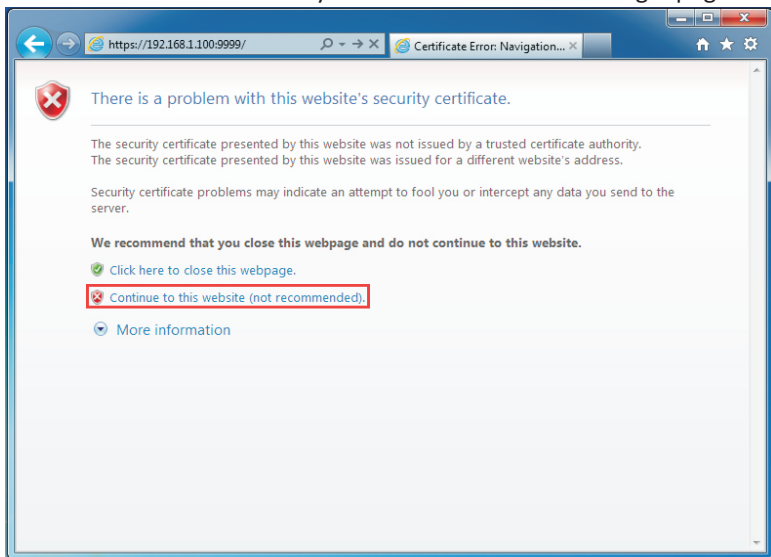 https://192.168.1.100:9999/
Certificate Error: Navigation...
There is a problem with this website's security certificate.
The security certificate presented by this website was not issued by a trusted certificate authority.
The security certificate presented by this website was issued for a different website's address.
Security certificate problems may indicate an attempt to fool you or intercept any data you send to the
server.
We recommend that you close this webpage and do not continue to this website.
Click here to close this webpage.
Continue to this website (not recommended).
More information